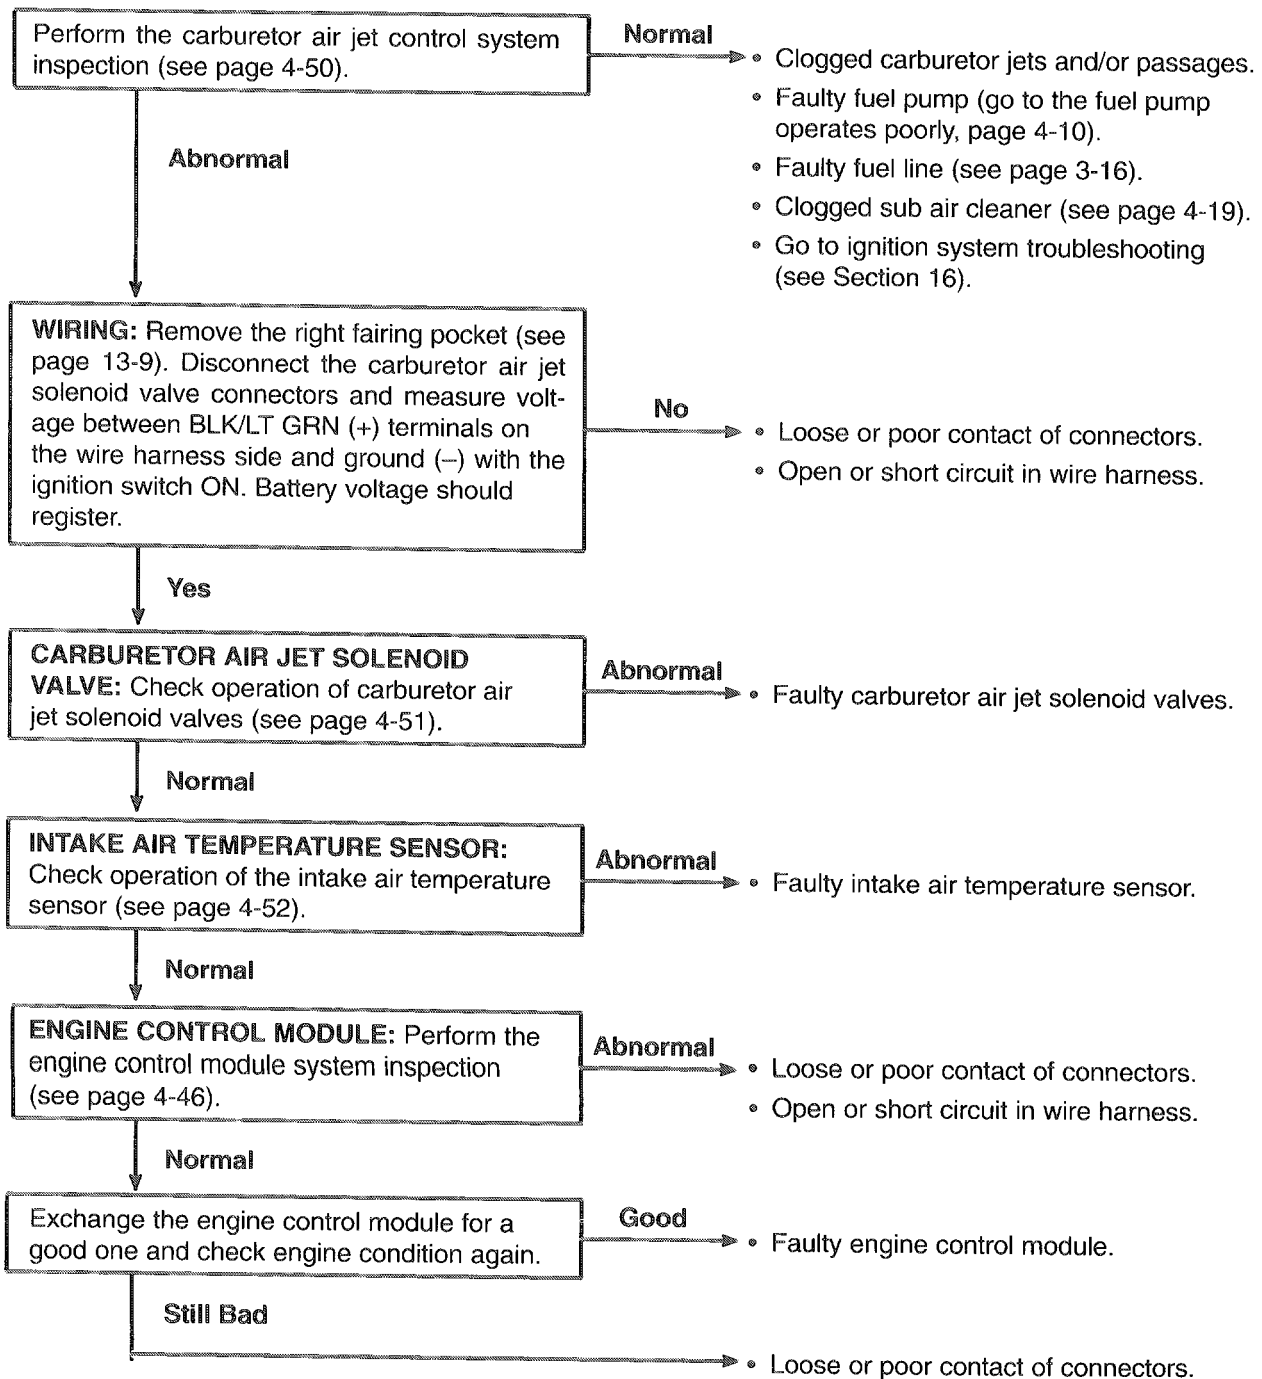 Perform the carburetor air jet control system
inspection (see page 4-50).
Normal
• Clogged carburetor jets and/or passages.
• Faulty fuel pump (go to the fuel pump
operates poorly, page 4-10).
• Faulty fuel line (see page 3-16).
• Clogged sub air cleaner (see page 4-19).
• Go to ignition system troubleshooting
(see Section 16).
Abnormal
WIRING: Remove the right fairing pocket (see
page 13-9). Disconnect the carburetor air jet
solenoid valve connectors and measure volt-
age between BLK/LT GRN (+) terminals on
the wire harness side and ground (–) with the
ignition switch ON. Battery voltage should
register.
No
• Loose or poor contact of connectors.
• Open or short circuit in wire harness.
Yes
CARBURETOR AIR JET SOLENOID
VALVE: Check operation of carburetor air
jet solenoid valves (see page 4-51).
Abnormal
• Faulty carburetor air jet solenoid valves.
Normal
INTAKE AIR TEMPERATURE SENSOR:
Check operation of the intake air temperature
sensor (see page 4-52).
Abnormal
• Faulty intake air temperature sensor.
Normal
ENGINE CONTROL MODULE: Perform the
engine control module system inspection
(see page 4-46).
Abnormal
• Loose or poor contact of connectors.
• Open or short circuit in wire harness.
Normal
Exchange the engine control module for a
good one and check engine condition again.
Good
• Faulty engine control module.
Still Bad
• Loose or poor contact of connectors.